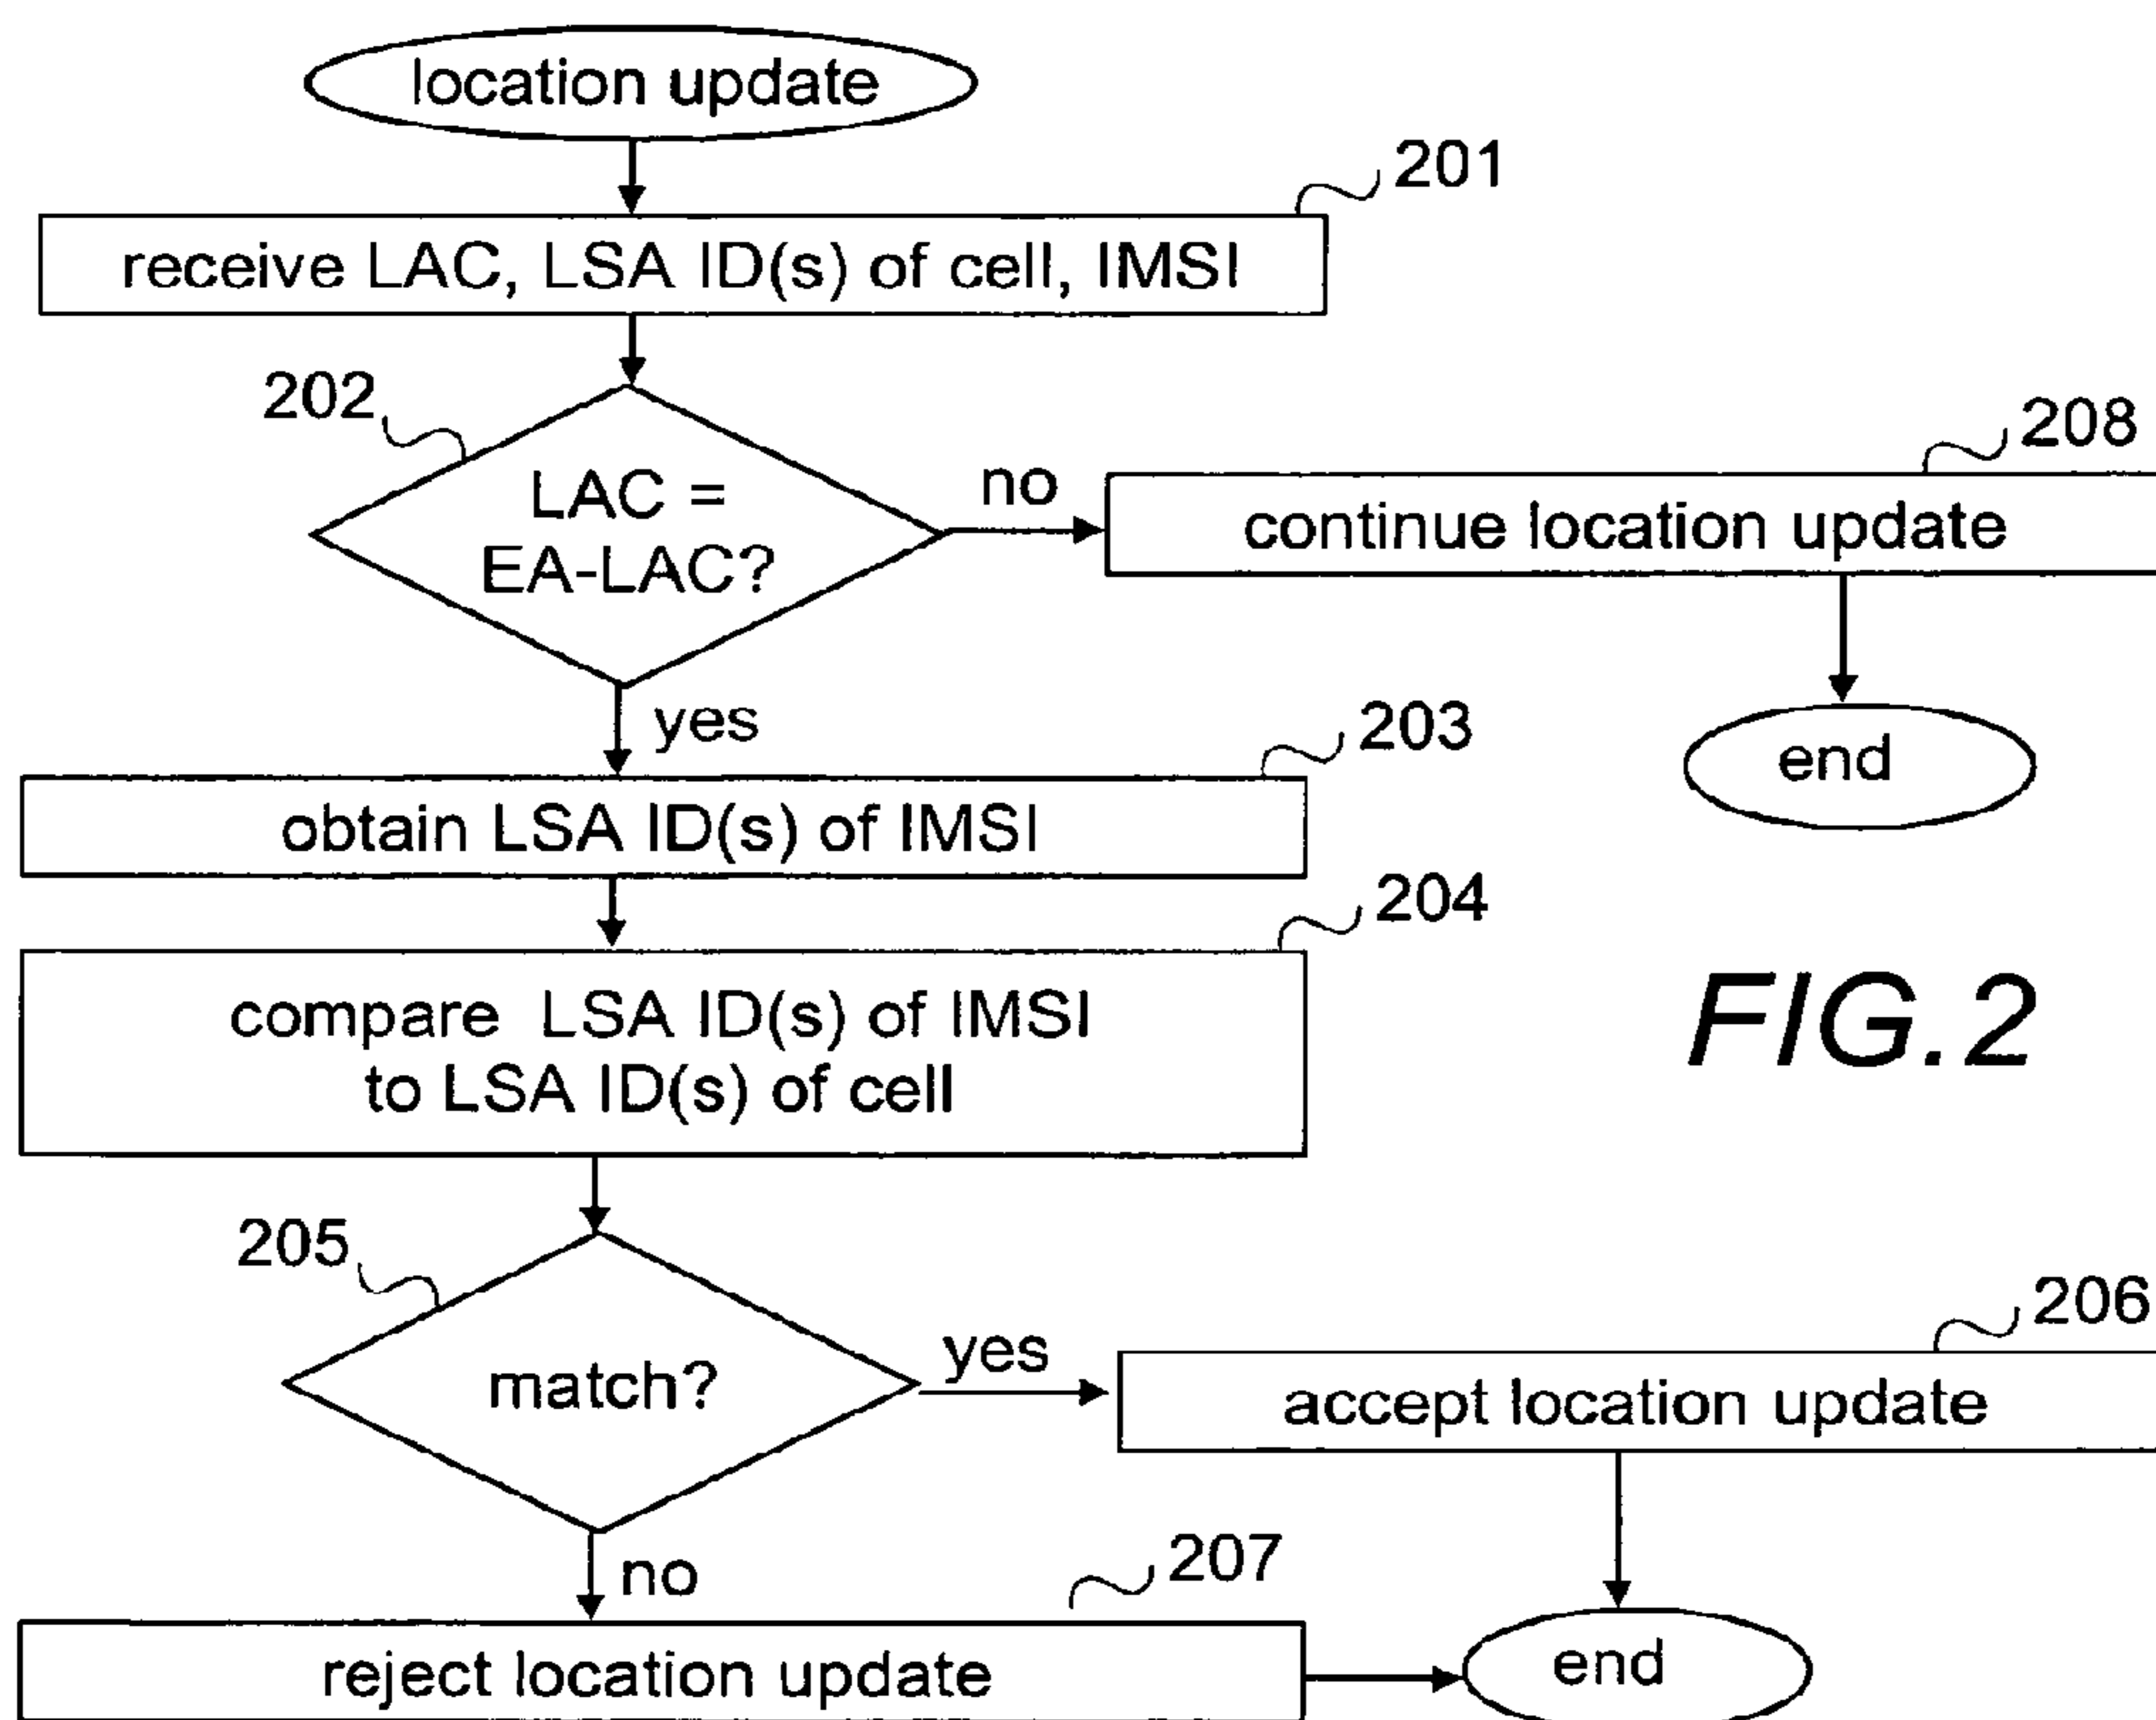 location update
201
receive LAC, LSA ID(s) of cell, IMSI
202
LAC =
EA-LAC?
no
208
continue location update
end
yes
203
obtain LSA ID(s) of IMSI
204
compare LSA ID(s) of IMSI
to LSA ID(s) of cell
FIG.2
205
match?
yes
206
accept location update
no
207
reject location update
end